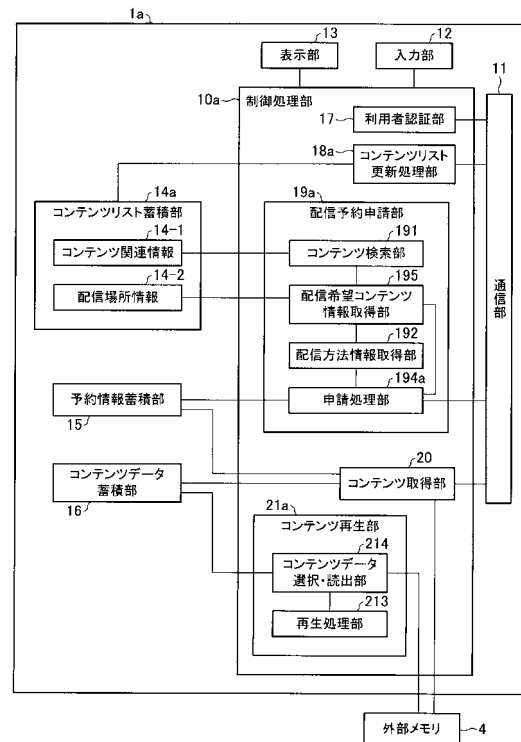 1a
13
表示部
12
入力部
11
通信部
10a
制御処理部
17
利用者認証部
18a
コンテンツリスト
更新処理部
14a
コンテンツリスト蓄積部
14-1
コンテンツ関連情報
14-2
配信場所情報
19a
配信予約申請部
191
コンテンツ検索部
195
配信希望コンテンツ
情報取得部
192
配信方法情報取得部
194a
申請処理部
予約情報蓄積部
15
コンテンツデータ
蓄積部
16
20
コンテンツ取得部
21a
コンテンツ再生部
214
コンテンツデータ
選択・読出部
213
再生処理部
外部メモリ
4